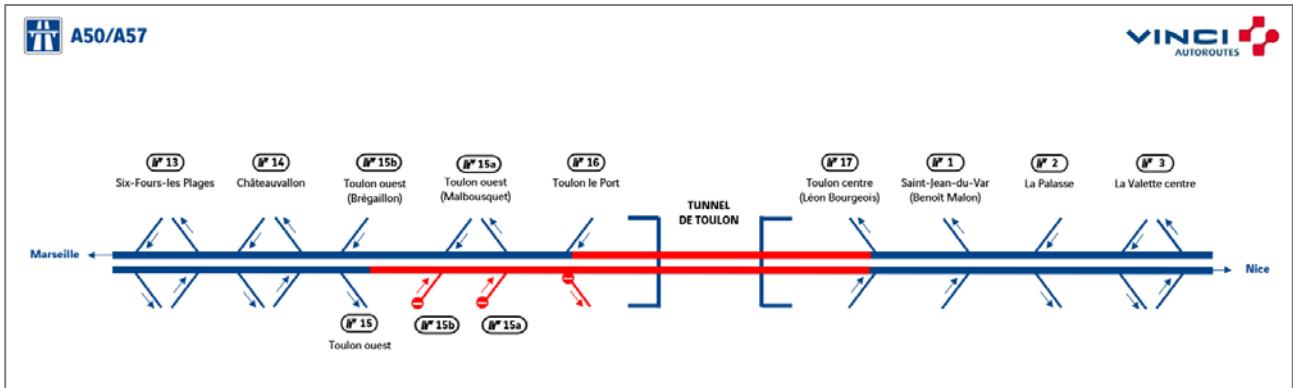 A50/A57
VINCI
AUTOROUTES
13
14
15b
15a
16
17
1
2
3
Six-Fours-les Plages
Châteauvallon
Toulon ouest
(Brégaillon)
Toulon ouest
(Malbousquet)
Toulon le Port
TUNNEL
DE TOULON
Toulon centre
(Léon Bourgeois)
Saint-Jean-du-Var
(Benoît Malon)
La Palasse
La Valette centre
Marseille
Nice
15
Toulon ouest
15b
15a